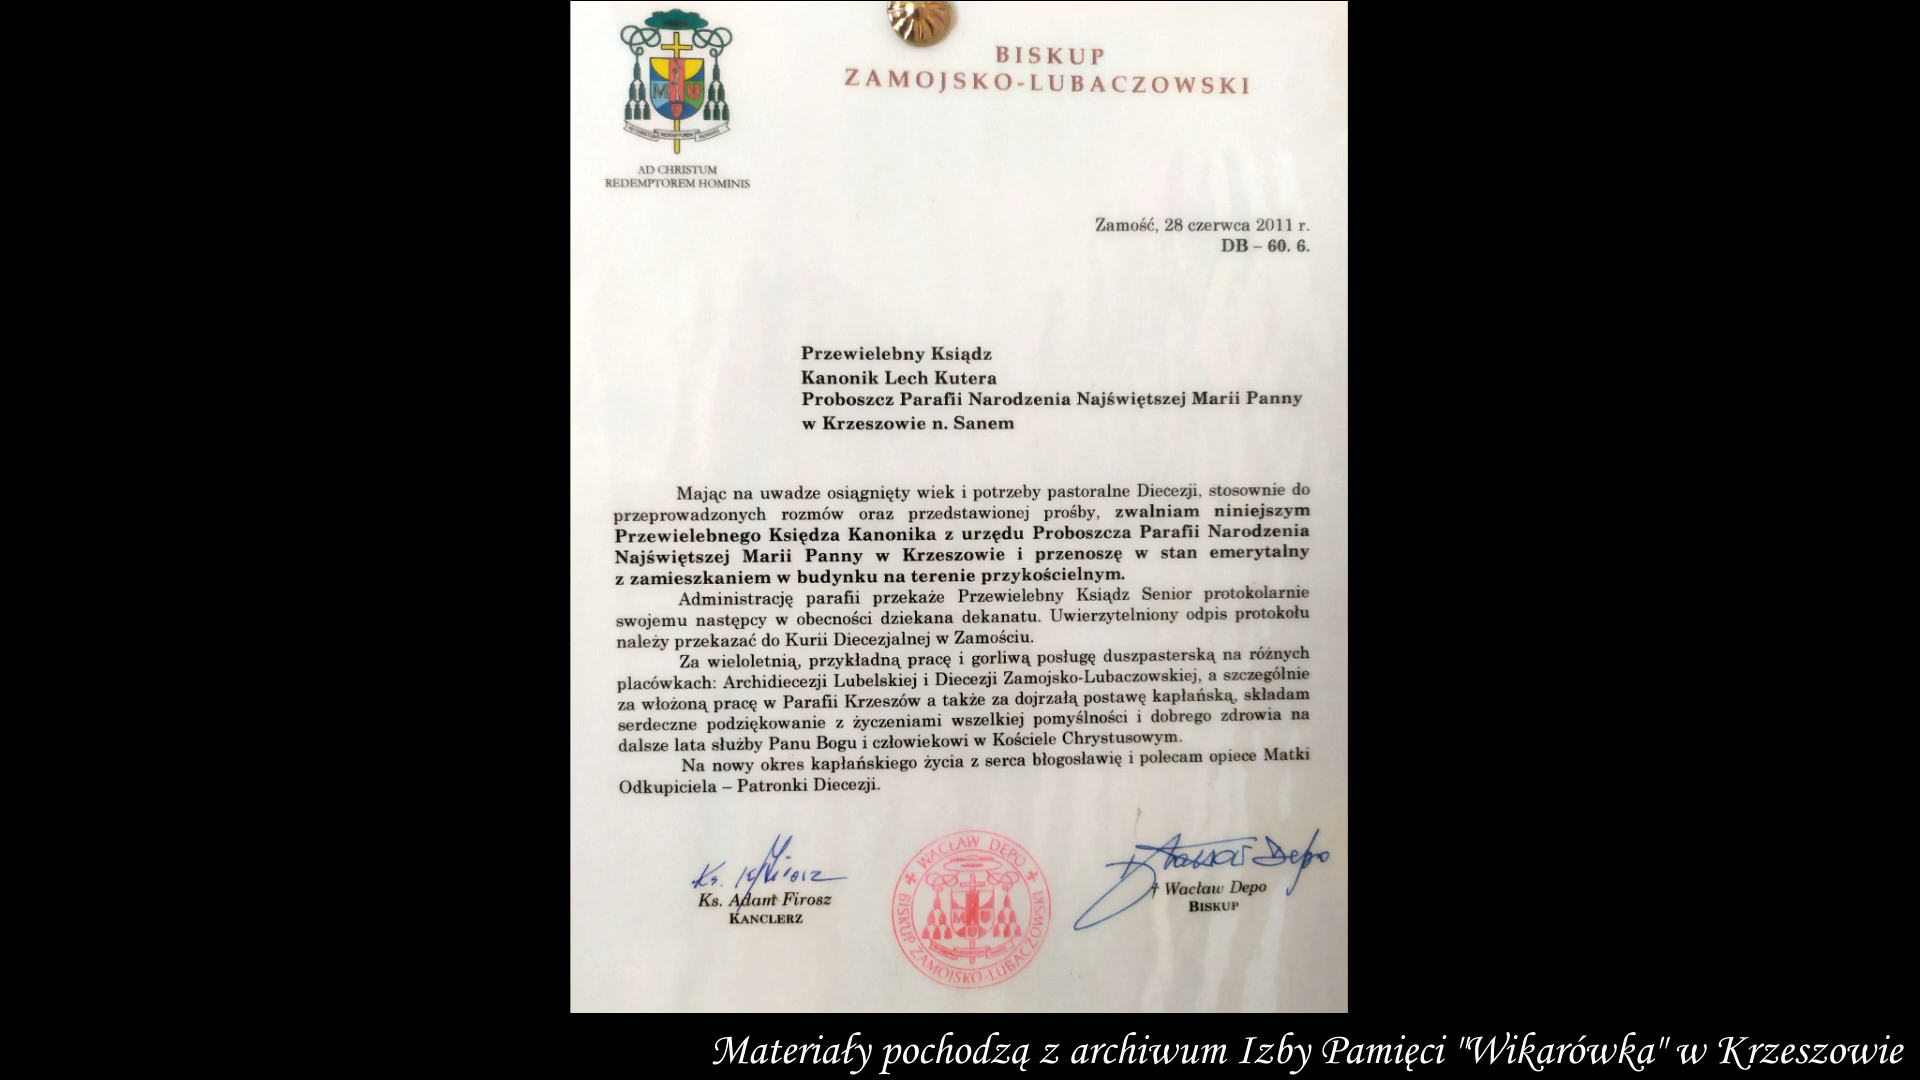 BISKUP
ZAMOJSKO-LUBACZOWSKI
AD CHRISTUM REDEMPTOREM HOMINIS
AD CHRISTUM
REDEMPTOREM HOMINIS
Zamość, 28 czerwca 2011 r.
DB – 60. 6.
Przewielebny Ksiądz
Kanonik Lech Kutera
Proboszcz Parafii Narodzenia Najświętszej Marii Panny
w Krzeszowie n. Sanem
Mając na uwadze osiągnięty wiek i potrzeby pastoralne Diecezji, stosownie do
przeprowadzonych rozmów oraz przedstawionej prośby, zwalniam niniejszym
Przewielebnego Księdza Kanonika z urzędu Proboszcza Parafii Narodzenia
Najświętszej Marii Panny w Krzeszowie i przenoszę w stan emerytalny
z zamieszkaniem w budynku na terenie przykościelnym.
Administrację parafii przekaże Przewielebny Ksiądz Senior protokolarnie
swojemu następcy w obecności dziekana dekanatu. Uwierzytelniony odpis protokołu
należy przekazać do Kurii Diecezjalnej w Zamościu.
Za wieloletnią, przykładną pracę i gorliwą posługę duszpasterską na różnych
placówkach: Archidiecezji Lubelskiej i Diecezji Zamojsko-Lubaczowskiej, a szczególnie
za włożoną pracę w Parafii Krzeszów a także za dojrzałą postawę kapłańską, składam
serdeczne podziękowanie z życzeniami wszelkiej pomyślności i dobrego zdrowia na
dalsze lata służby Panu Bogu i człowiekowi w Kościele Chrystusowym.
Na nowy okres kapłańskiego życia z serca błogosławię i polecam opiece Matki
Odkupiciela – Patronki Diecezji.
Ks. Adam Firosz
KANCLERZ
WACŁAW DEPO
BISKUP ZAMOJSKO-LUBACZOWSKI
Wacław Depo
† Wacław Depo
BISKUP
Materiały pochodzą z archiwum Izby Pamięci "Wikarówka" w Krzeszowie